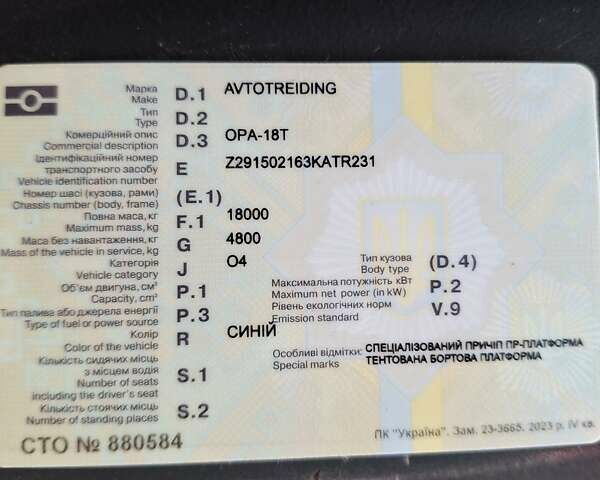 Марка
Make D.1 AVTOTREIDING
Тип
Type D.2
Комерційний опис
Commercial description D.3 OPA-18T
Ідентифікаційний номер
транспортного засобу
Vehicle identification number E Z291502163KATR231
Номер шасі (кузова, рами)
Chassis number (body, frame) (E.1)
Повна маса, кг
Maximum mass, kg F.1 18000
Маса без навантаження, кг
Mass of the vehicle in service, kg G 4800
Категорія
Vehicle category J O4
Тип кузова
Body type (D.4)
Об'єм двигуна, см³
Capacity, cm³ P.1
Максимальна потужність кВт
Maximum net power (in kW) P.2
Тип палива або джерела енергії
Type of fuel or power source P.3
Рівень екологічних норм
Emission standard V.9
Колір
Color of the vehicle R СИНІЙ
Особливі відмітки: СПЕЦІАЛІЗОВАНИЙ ПРИЧІП ПР-ПЛАТФОРМА
Special marks ТЕНТОВАНА БОРТОВА ПЛАТФОРМА
Кількість сидячих місць
з місцем водія
Number of seats
including the driver's seat S.1
Кількість стоячих місць
Number of standing places S.2
СТО № 880584
ПК "Україна". Зам. 23-3665. 2023 р. IV кв.